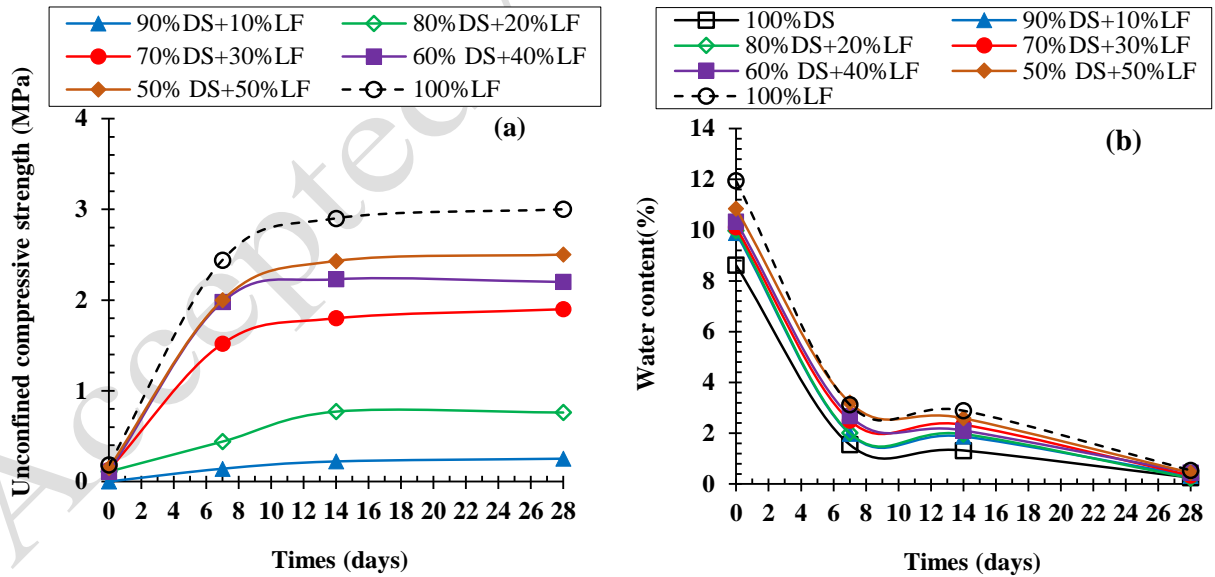 90%DS+10%LF 80%DS+20%LF
70%DS+30%LF 60% DS+40%LF
50% DS+50%LF 100%LF
(a)
Unconfined compressive strength (MPa)
4
3
2
1
0
0 2 4 6 8 10 12 14 16 18 20 22 24 26 28
Times (days)
100%DS 90%DS+10%LF
80%DS+20%LF 70%DS+30%LF
60% DS+40%LF 50% DS+50%LF
100%LF
(b)
Water content(%)
14
12
10
8
6
4
2
0
0 2 4 6 8 10 12 14 16 18 20 22 24 26 28
Times (days)
Accepte